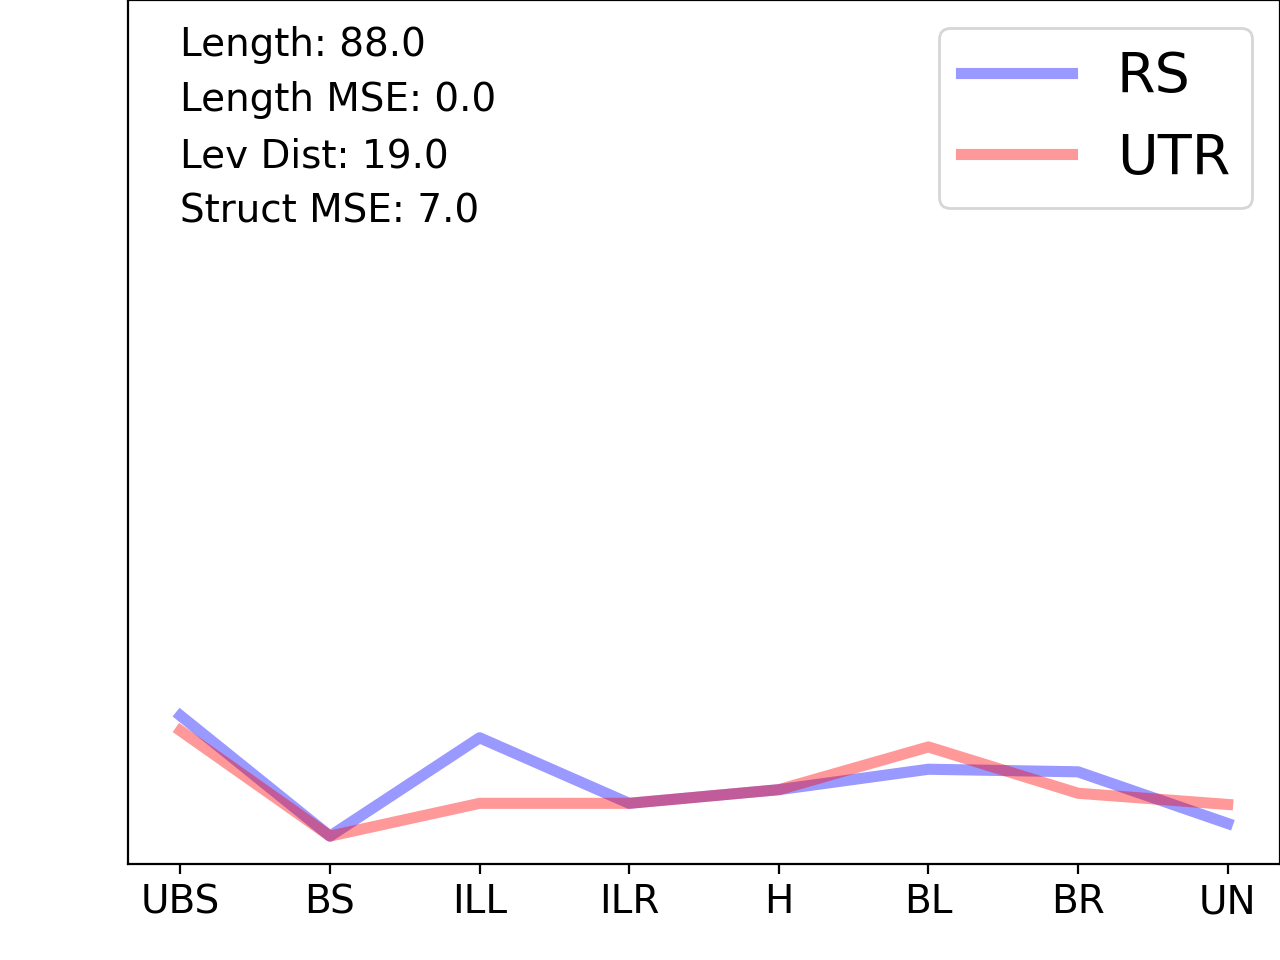 Length: 88.0
Length MSE: 0.0
Lev Dist: 19.0
Struct MSE: 7.0
RS
UTR
UBS BS ILL ILR H BL BR UN